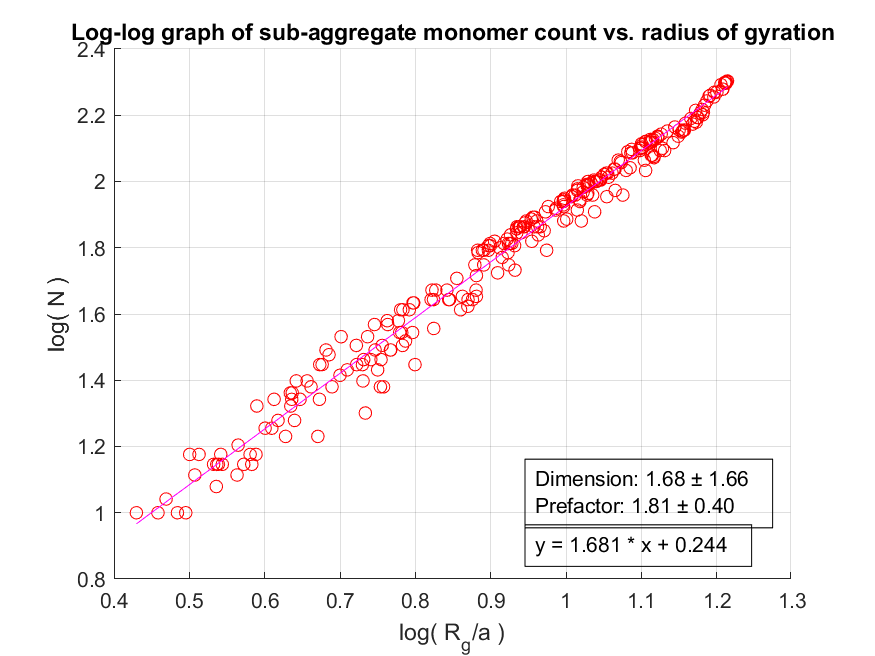 Log-log graph of sub-aggregate monomer count vs. radius of gyration
2.4
2.2
2
1.8
1.6
1.4
1.2
1
0.8
log( N )
Dimension: 1.68 ± 1.66
Prefactor: 1.81 ± 0.40
y = 1.681 * x + 0.244
0.4 0.5 0.6 0.7 0.8 0.9 1 1.1 1.2 1.3
log( R_g/a )